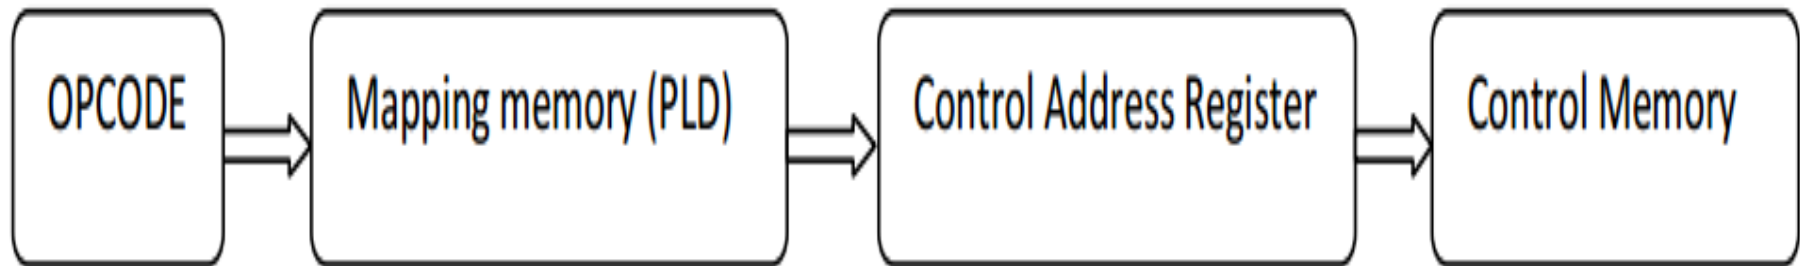 OPCODE
Mapping memory (PLD)
Control Address Register
Control Memory